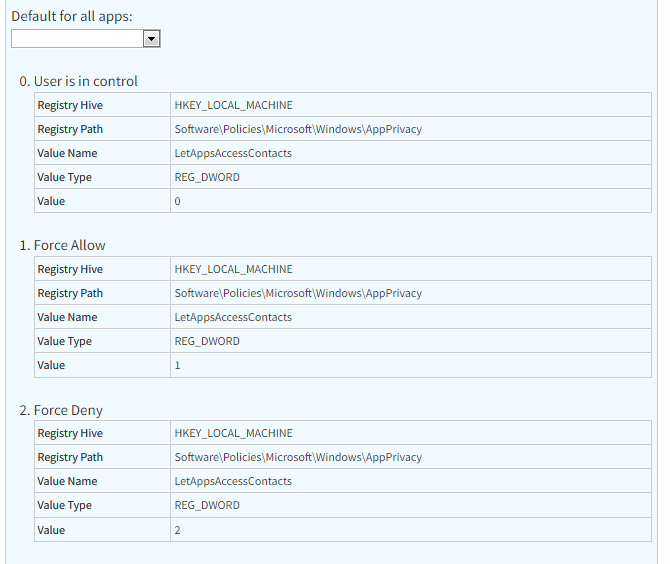 Default for all apps:
0. User is in control
Registry Hive HKEY_LOCAL_MACHINE
Registry Path Software\Policies\Microsoft\Windows\AppPrivacy
Value Name LetAppsAccessContacts
Value Type REG_DWORD
Value 0
1. Force Allow
Registry Hive HKEY_LOCAL_MACHINE
Registry Path Software\Policies\Microsoft\Windows\AppPrivacy
Value Name LetAppsAccessContacts
Value Type REG_DWORD
Value 1
2. Force Deny
Registry Hive HKEY_LOCAL_MACHINE
Registry Path Software\Policies\Microsoft\Windows\AppPrivacy
Value Name LetAppsAccessContacts
Value Type REG_DWORD
Value 2